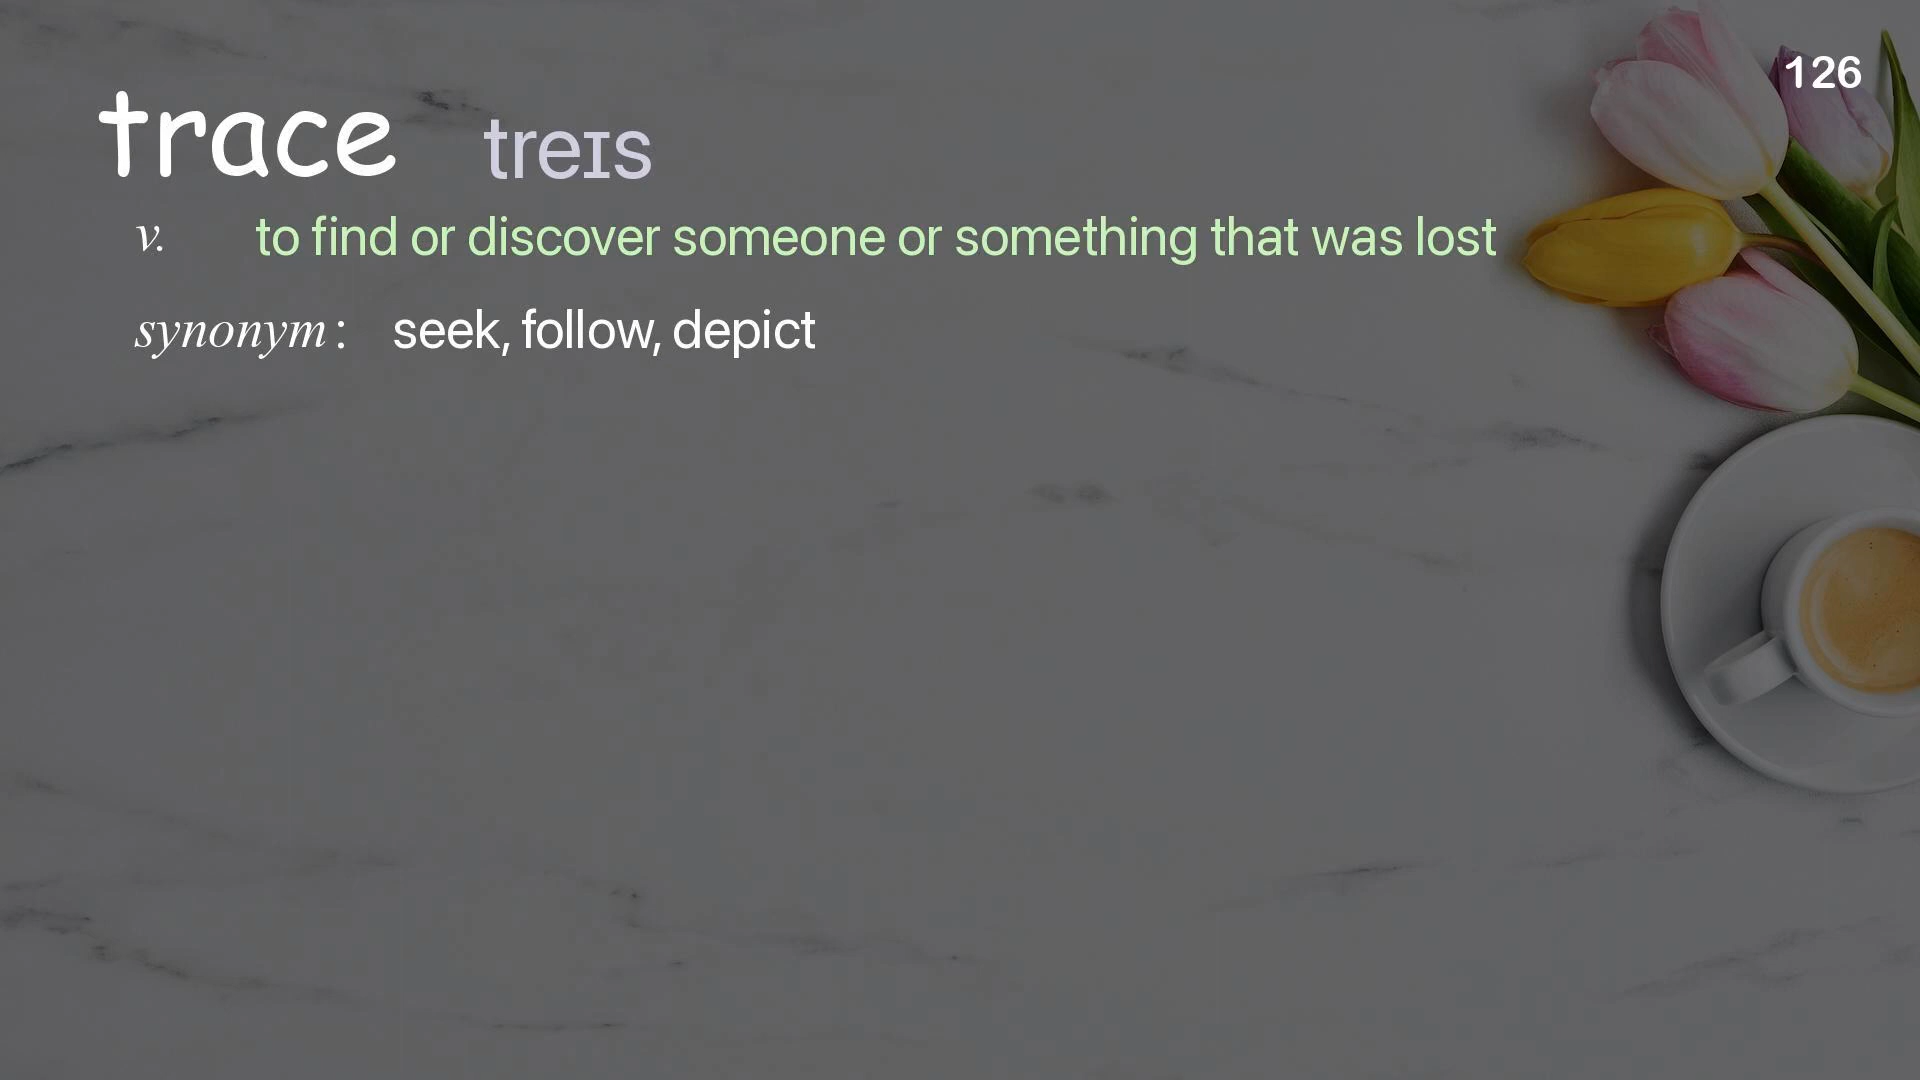 126
trace treɪs
v. to find or discover someone or something that was lost
synonym: seek, follow, depict